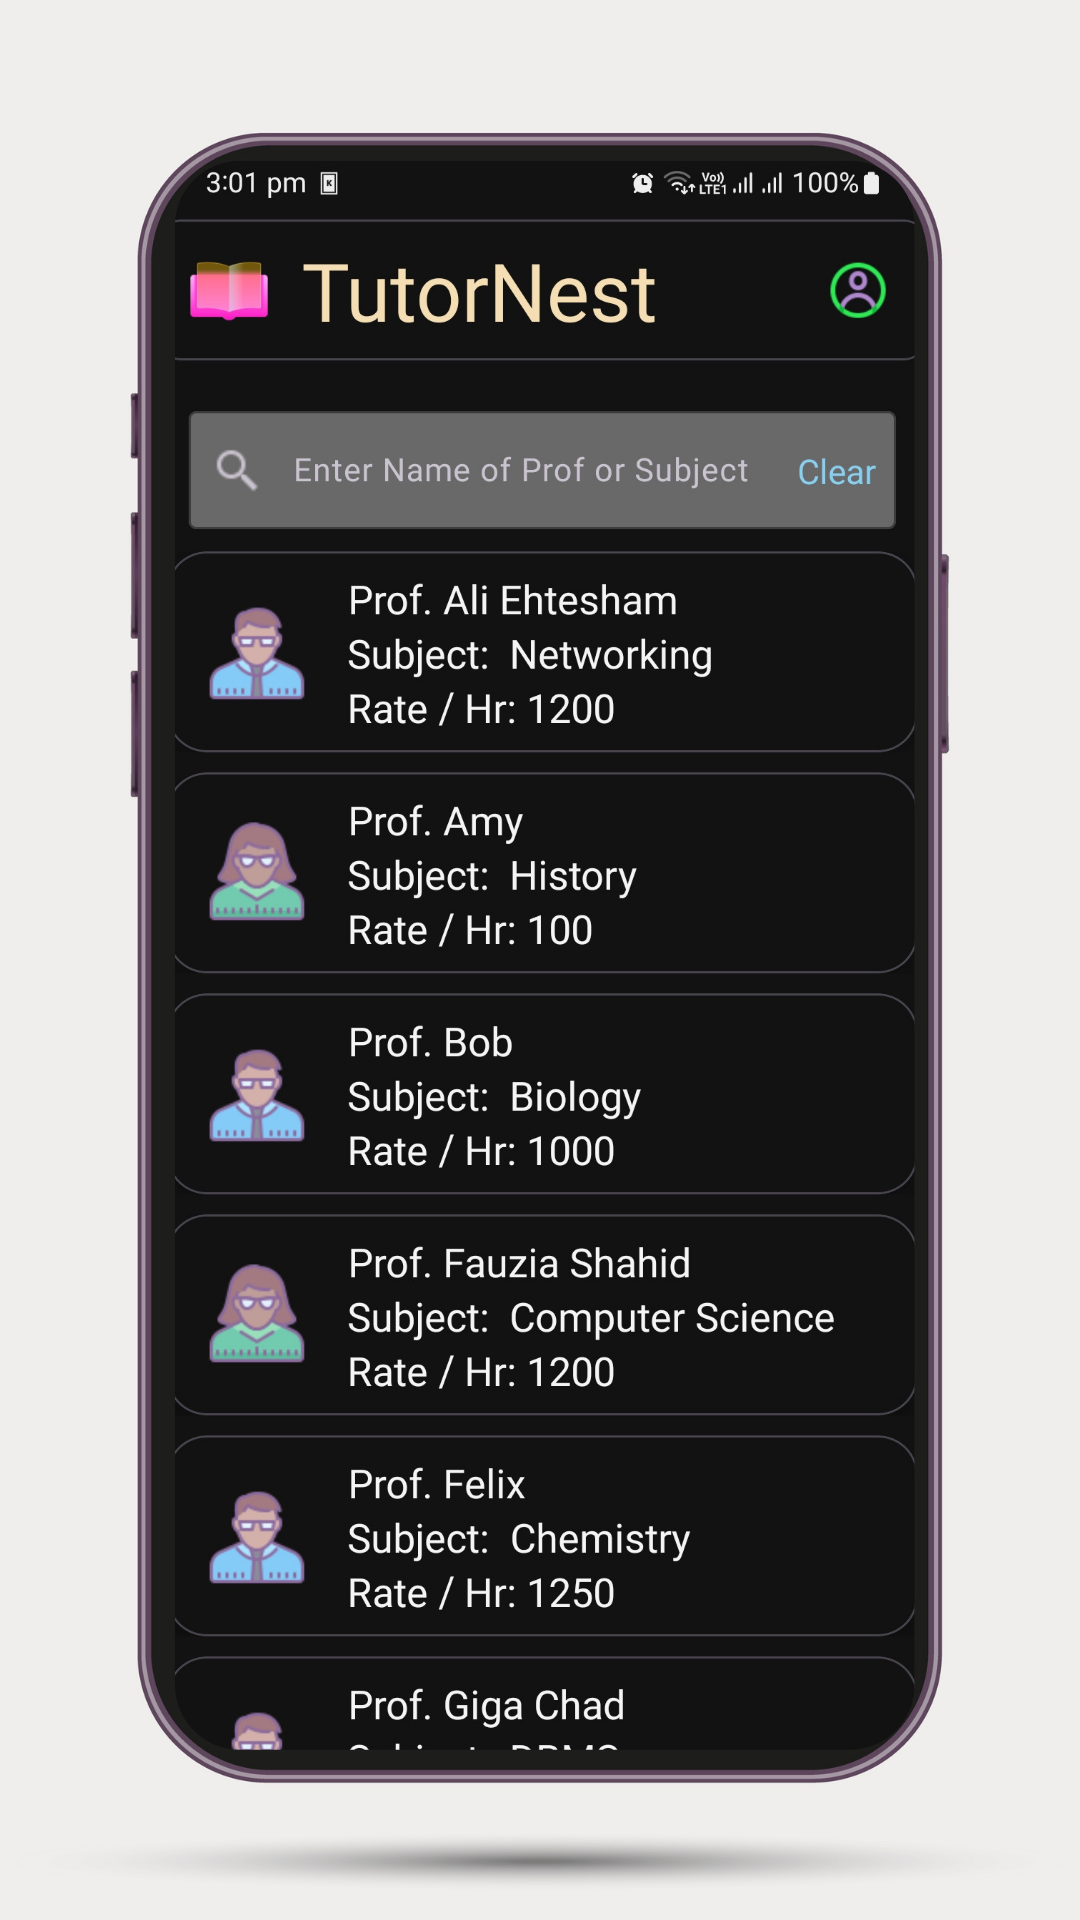 3:01 pm
Vo)) LTE1 100%
TutorNest
Enter Name of Prof or Subject Clear
Prof. Ali Ehtesham
Subject: Networking
Rate / Hr: 1200
Prof. Amy
Subject: History
Rate / Hr: 100
Prof. Bob
Subject: Biology
Rate / Hr: 1000
Prof. Fauzia Shahid
Subject: Computer Science
Rate / Hr: 1200
Prof. Felix
Subject: Chemistry
Rate / Hr: 1250
Prof. Giga Chad